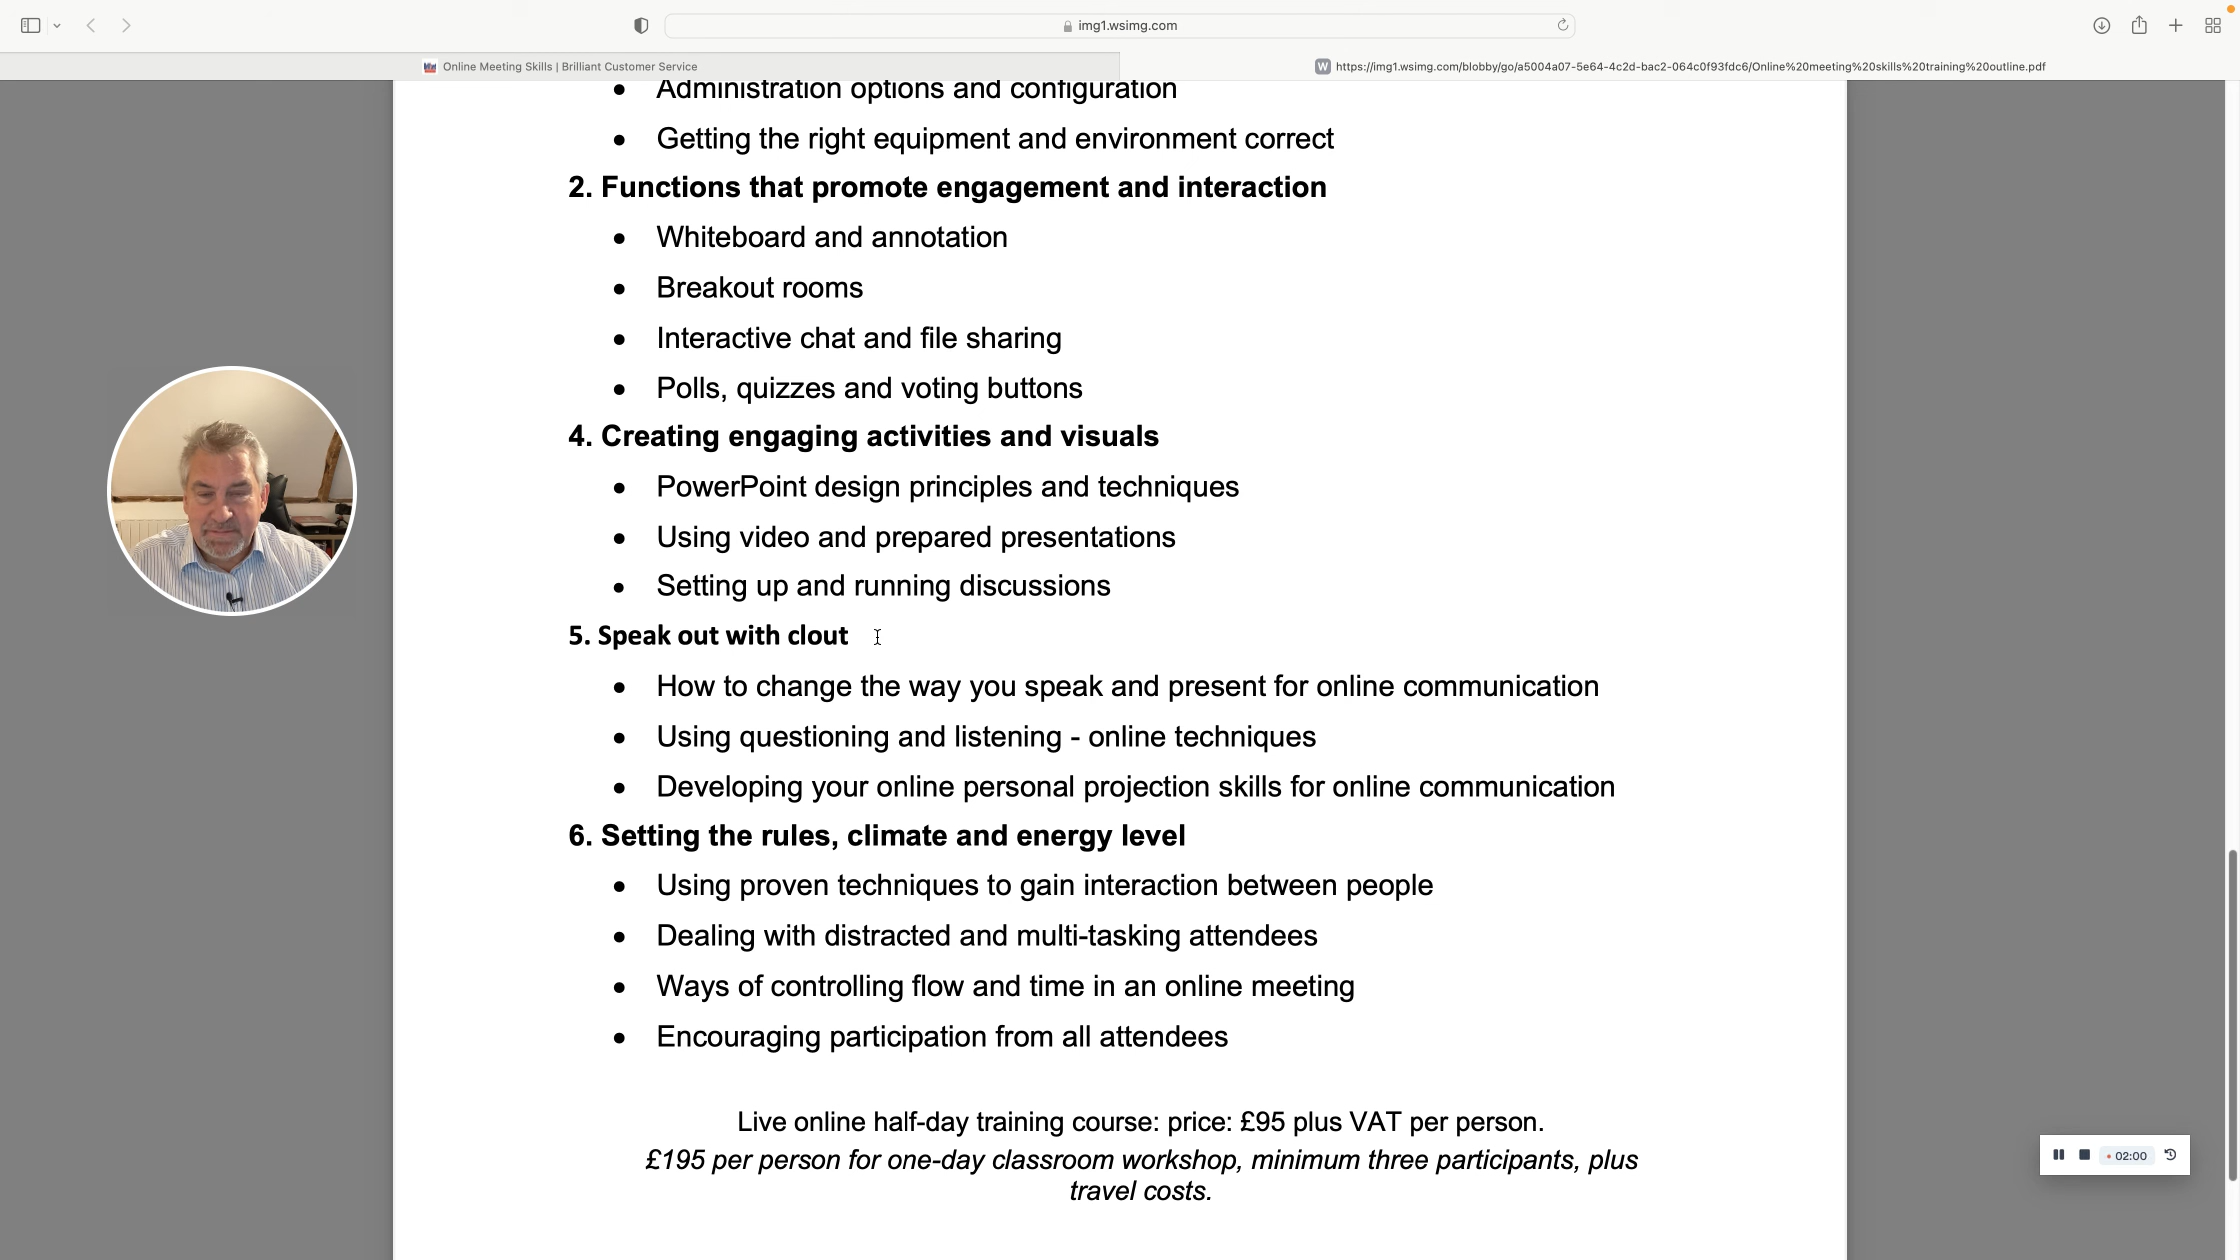 img1.wsimg.com
Online Meeting Skills | Brilliant Customer Service
W https://img1.wsimg.com/blobby/go/a5004a07-5e64-4c2d-bac2-064c0f93fdc6/Online%20meeting%20skills%20training%20outline.pdf
• Administration options and configuration
• Getting the right equipment and environment correct
2. Functions that promote engagement and interaction
• Whiteboard and annotation
• Breakout rooms
• Interactive chat and file sharing
• Polls, quizzes and voting buttons
4. Creating engaging activities and visuals
• PowerPoint design principles and techniques
• Using video and prepared presentations
• Setting up and running discussions
5. Speak out with clout
• How to change the way you speak and present for online communication
• Using questioning and listening - online techniques
• Developing your online personal projection skills for online communication
6. Setting the rules, climate and energy level
• Using proven techniques to gain interaction between people
• Dealing with distracted and multi-tasking attendees
• Ways of controlling flow and time in an online meeting
• Encouraging participation from all attendees
Live online half-day training course: price: £95 plus VAT per person.
£195 per person for one-day classroom workshop, minimum three participants, plus
travel costs.
02:00